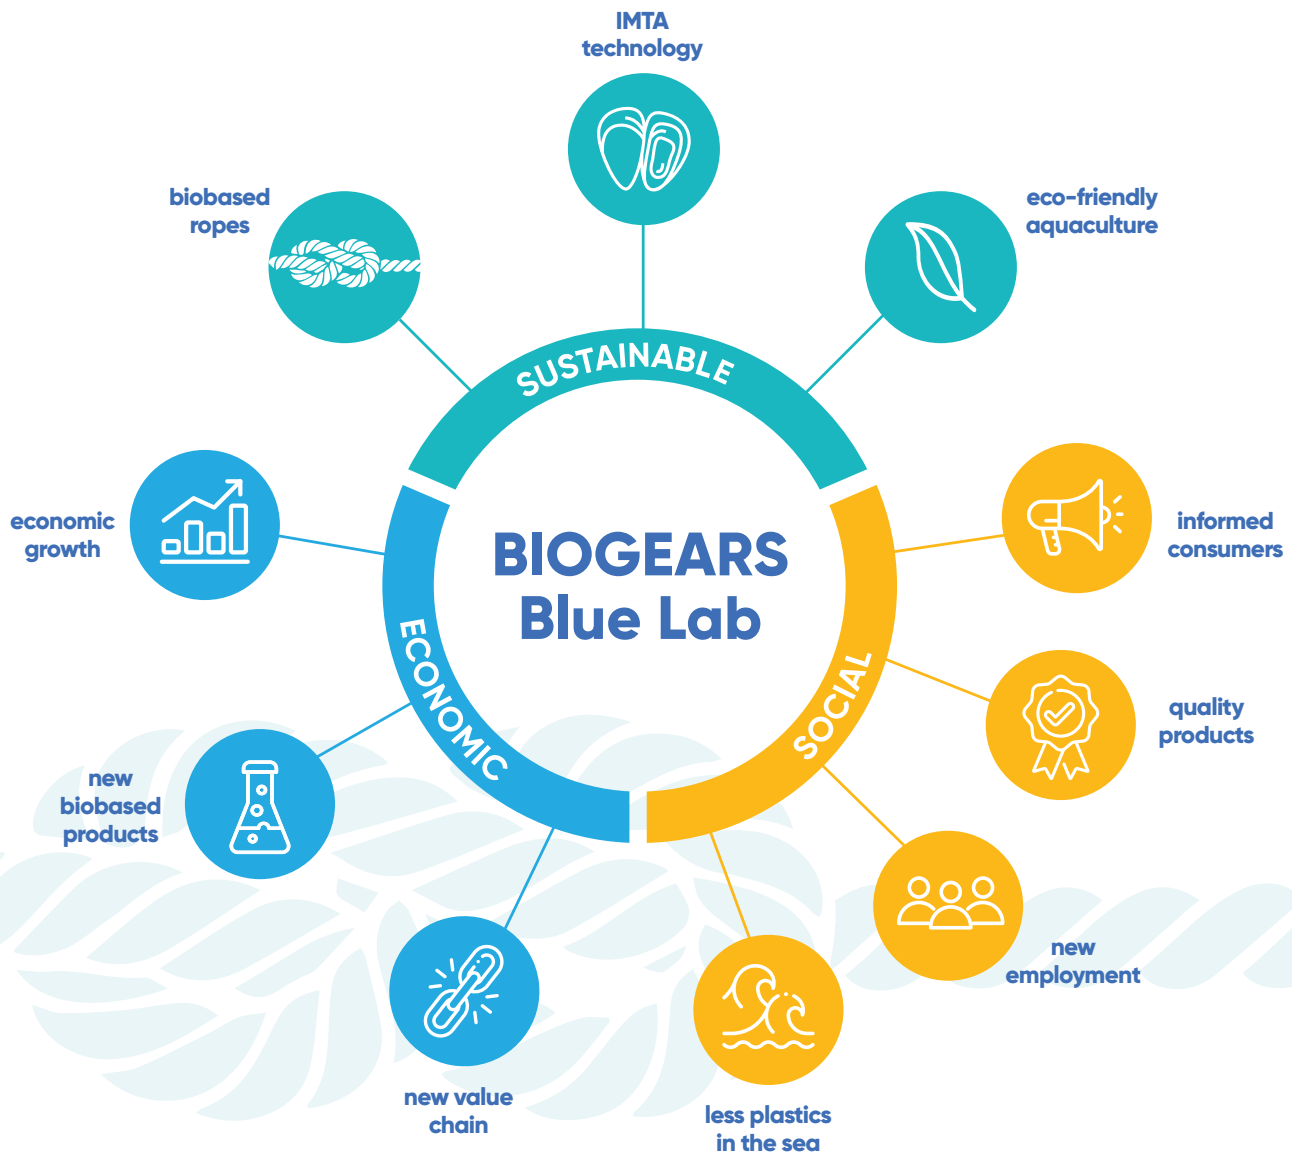 IMTA
technology
biobased
ropes
eco-friendly
aquaculture
SUSTAINABLE
economic
growth
informed
consumers
BIOGEARS
Blue Lab
ECONOMIC
SOCIAL
quality
products
new
biobased
products
new
employment
new value
chain
less plastics
in the sea